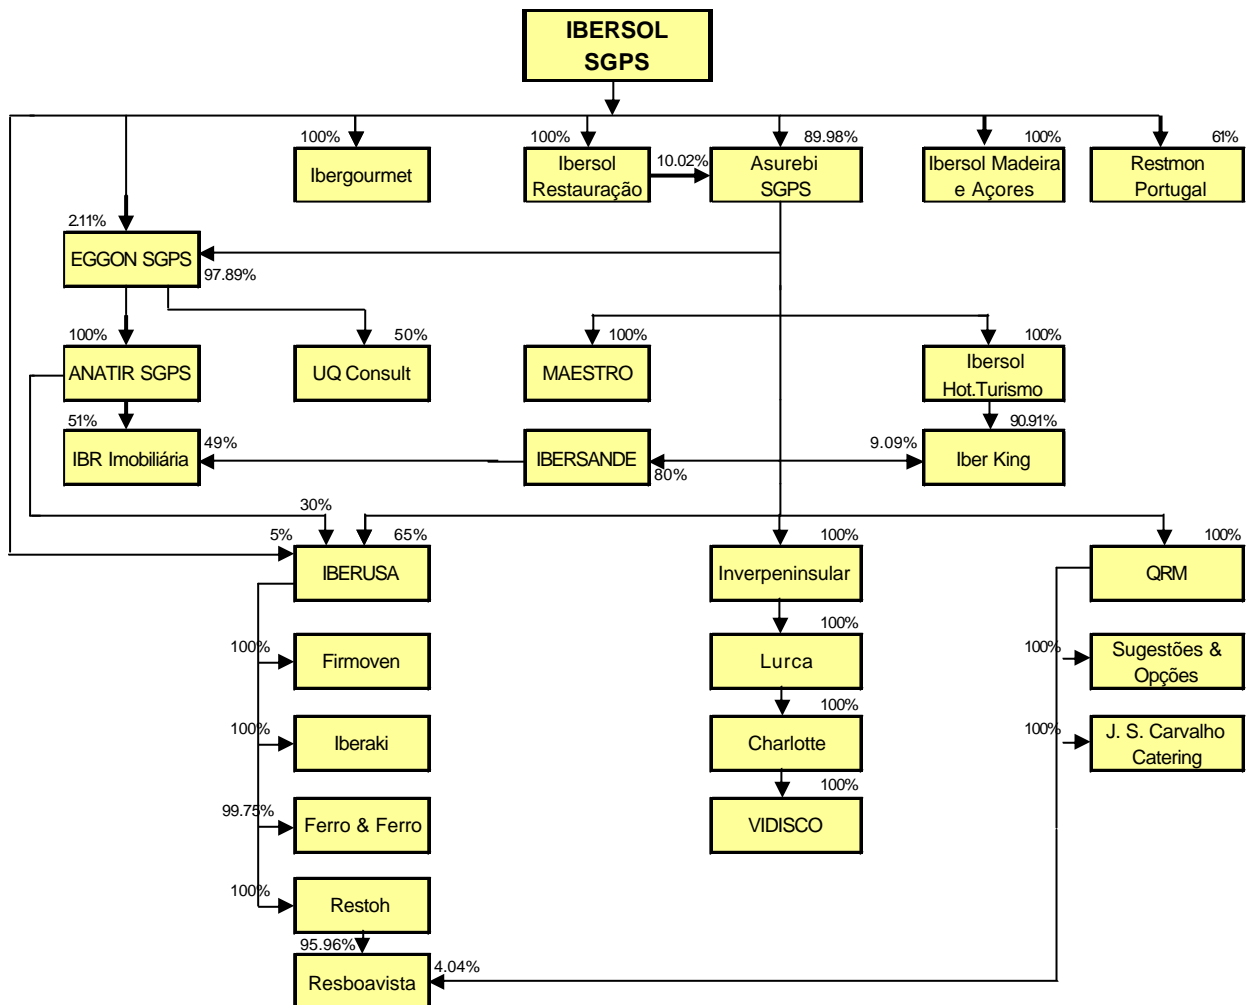 IBERSOL
SGPS
100%
Ibergourmet
100%
Ibersol
Restauração
10.02%
89.98%
Asurebi
SGPS
100%
Ibersol Madeira
e Açores
61%
Restmon
Portugal
2.11%
EGGON SGPS
97.89%
100%
ANATIR SGPS
50%
UQ Consult
100%
MAESTRO
100%
Ibersol
Hot.Turismo
51%
IBR Imobiliária
49%
IBERSANDE
80%
9.09%
90.91%
Iber King
30%
5%
65%
IBERUSA
100%
Inverpeninsular
100%
QRM
100%
Firmoven
100%
Lurca
100%
Sugestões &
Opções
100%
Iberaki
100%
Charlotte
100%
J. S. Carvalho
Catering
99.75%
Ferro & Ferro
100%
VIDISCO
100%
Restoh
95.96%
Resboavista
4.04%